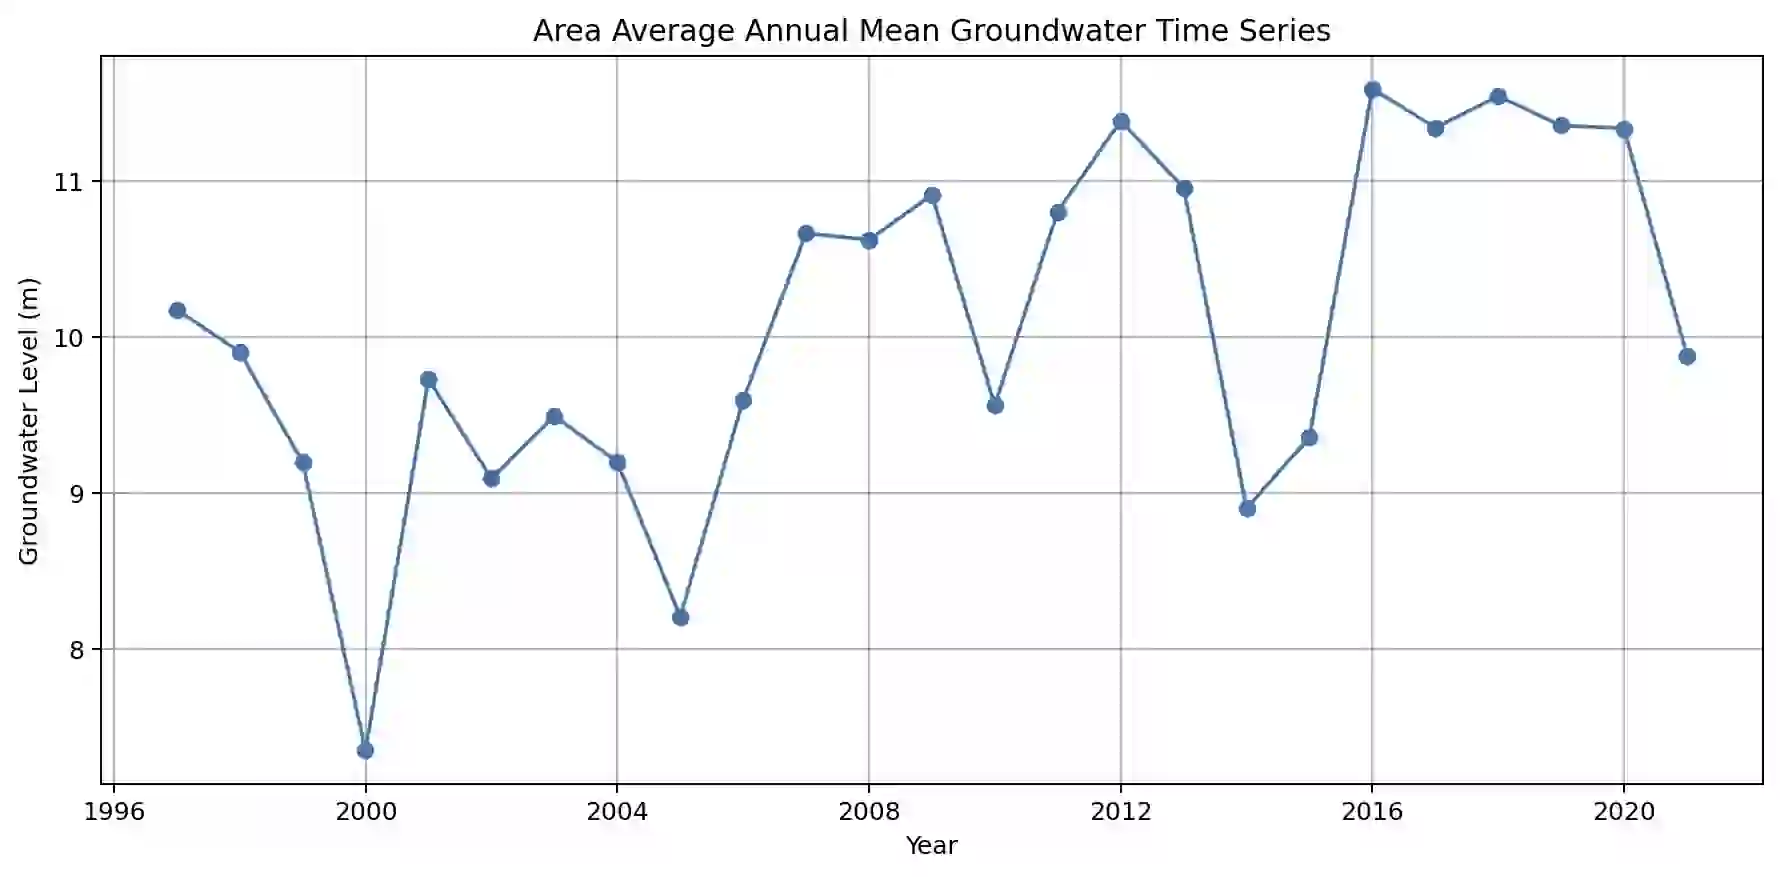 Area Average Annual Mean Groundwater Time Series
Groundwater Level (m)
11
10
9
8
1996 2000 2004 2008 2012 2016 2020
Year